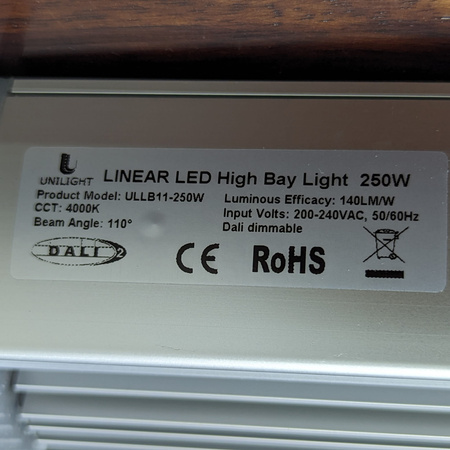 UNILIGHT
LINEAR LED High Bay Light 250W
Product Model: ULLB11-250W
CCT: 4000K
Beam Angle: 110°
Luminous Efficacy: 140LM/W
Input Volts: 200-240VAC, 50/60Hz
Dali dimmable
DALI 2
CE RoHS